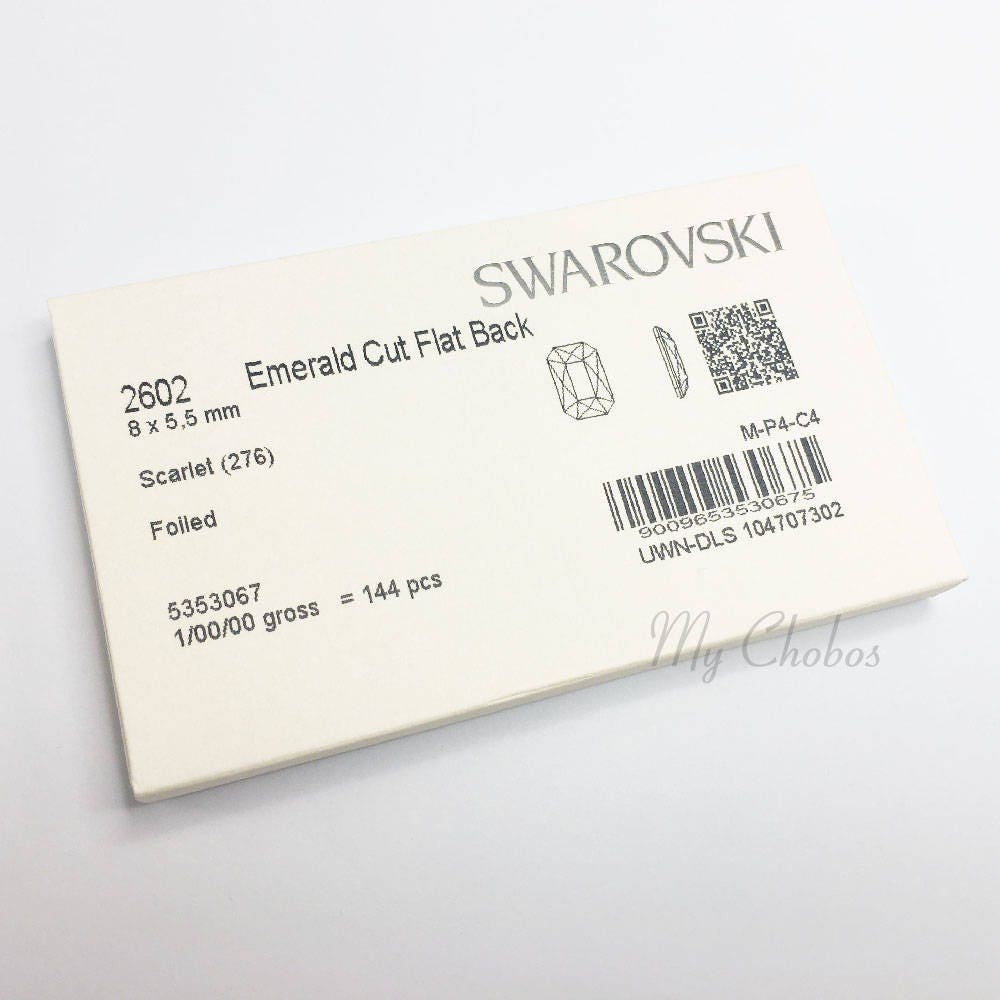 SWAROVSKI
2602 Emerald Cut Flat Back
8 x 5,5 mm
Scarlet (276)
Foiled
5353067
1/00/00 gross = 144 pcs
M-P4-C4
9009653530675
UWN-DLS 104707302
My Chobos